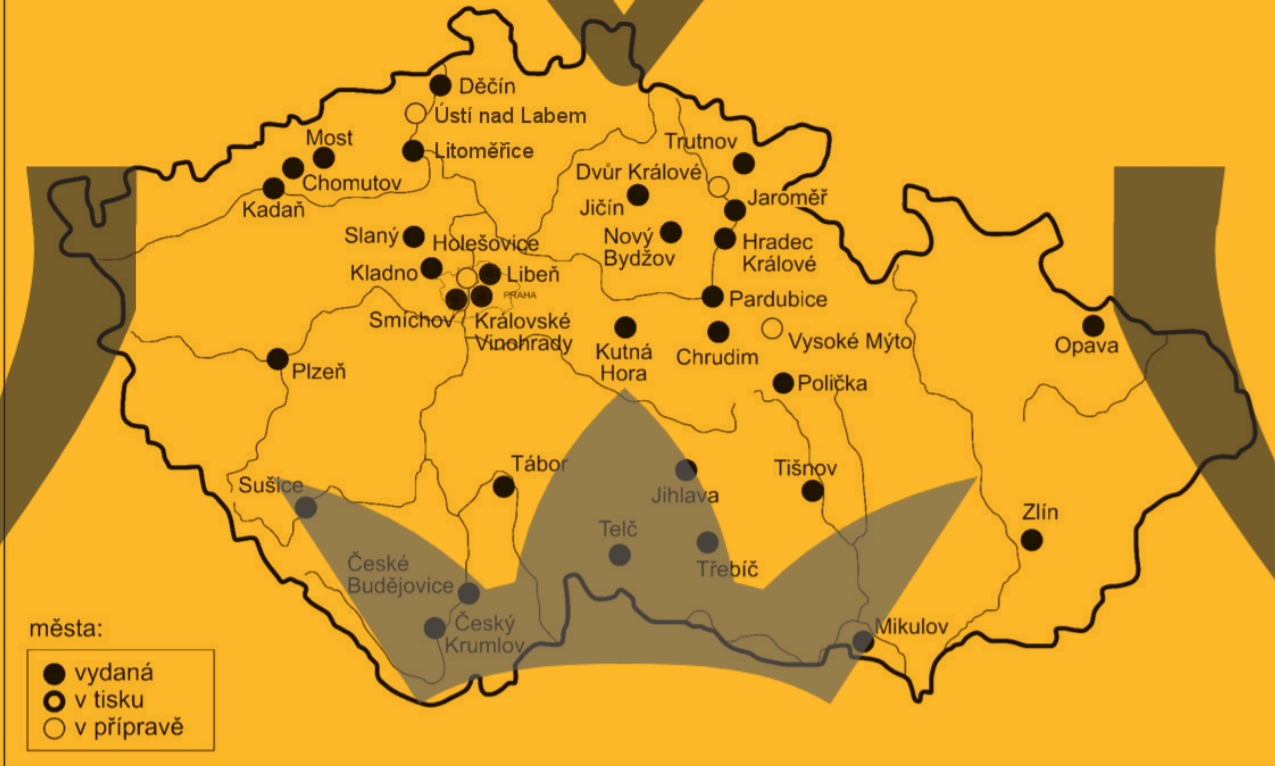 Děčín
Ústí nad Labem
Most
Litoměřice
Trutnov
Chomutov
Dvůr Králové
Kadaň
Jičín
Jaroměř
Slaný
Holešovice
Nový
Bydžov
Hradec
Králové
Kladno
Libeň
PRAHA
Pardubice
Smíchov
Královské
Vinohrady
Kutná
Hora
Chrudim
Vysoké Mýto
Opava
Plzeň
Polička
Tábor
Tišnov
Sušice
Jihlava
Zlín
Telč
České
Budějovice
Třebíč
Český
Krumlov
Mikulov
města:
vydaná
v tisku
v přípravě